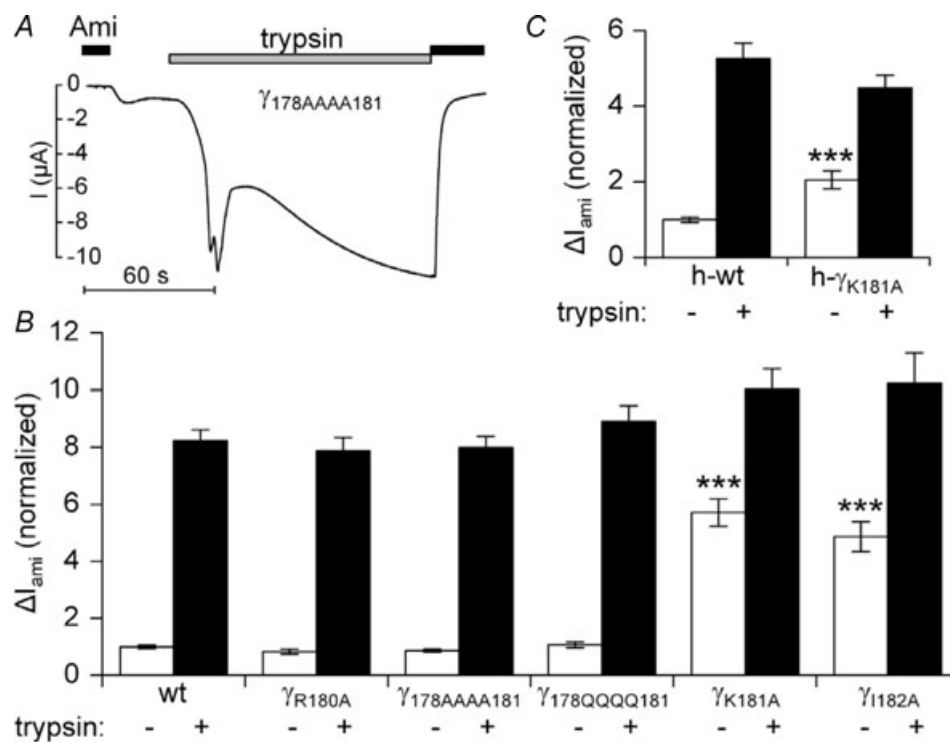 A
Ami
trypsin
γ178AAAA181
0
-2
-4
-6
-8
-10
I (µA)
60 s
C
6
4
2
0
ΔIami (normalized)
***
h-wt
h-γK181A
trypsin: - + - +
B
12
10
8
6
4
2
0
ΔIami (normalized)
***
***
wt
γR180A
γ178AAAA181
γ178QQQQ181
γK181A
γI182A
trypsin: - + - + - + - + - + - +